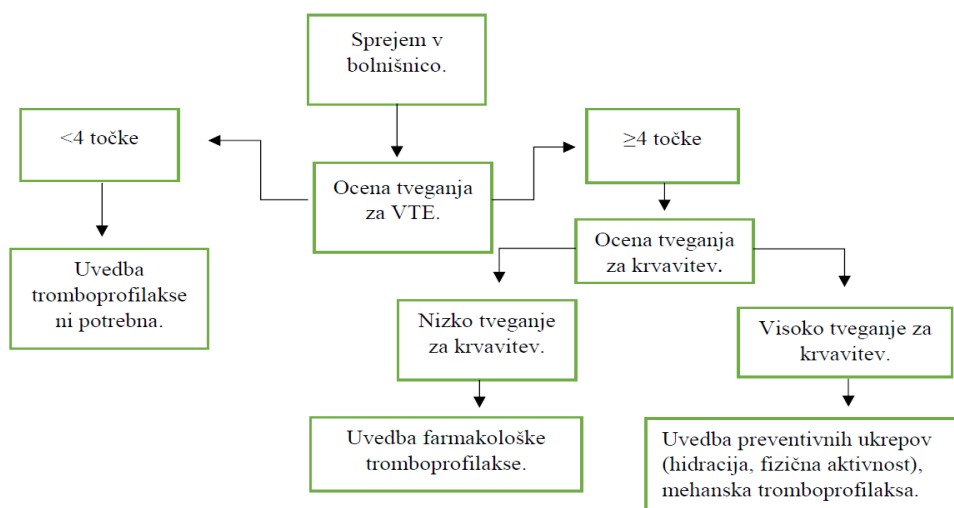 Sprejem v
bolnišnico.
<4 točke
≥4 točke
Ocena tveganja
za VTE.
Uvedba
tromboprofilakse
ni potrebna.
Ocena tveganja
za krvavitev.
Nizko tveganje
za krvavitev.
Visoko tveganje za
krvavitev.
Uvedba farmakološke
tromboprofilakse.
Uvedba preventivnih ukrepov
(hidracija, fizična aktivnost),
mehanska tromboprofilaksa.